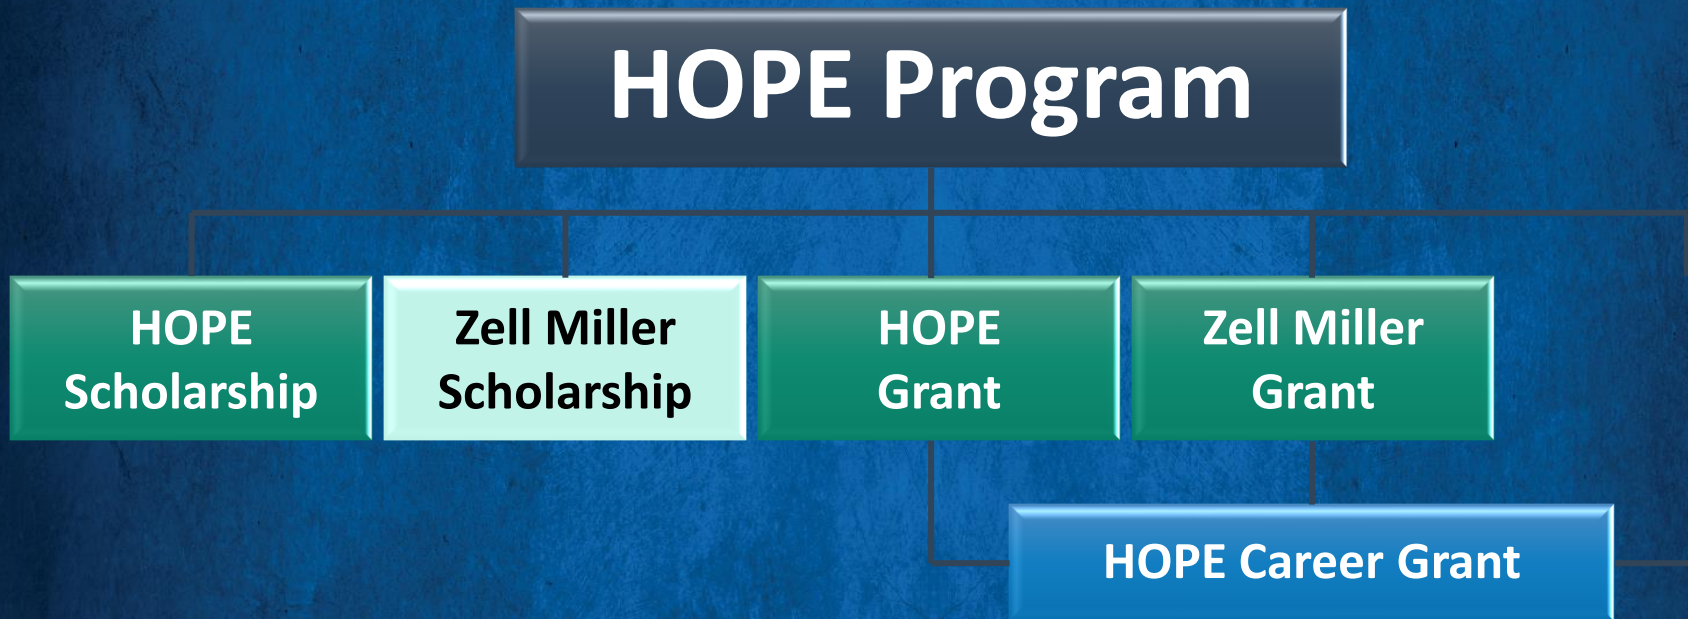 HOPE Program
HOPE
Scholarship
Zell Miller
Scholarship
HOPE
Grant
Zell Miller
Grant
HOPE Career Grant